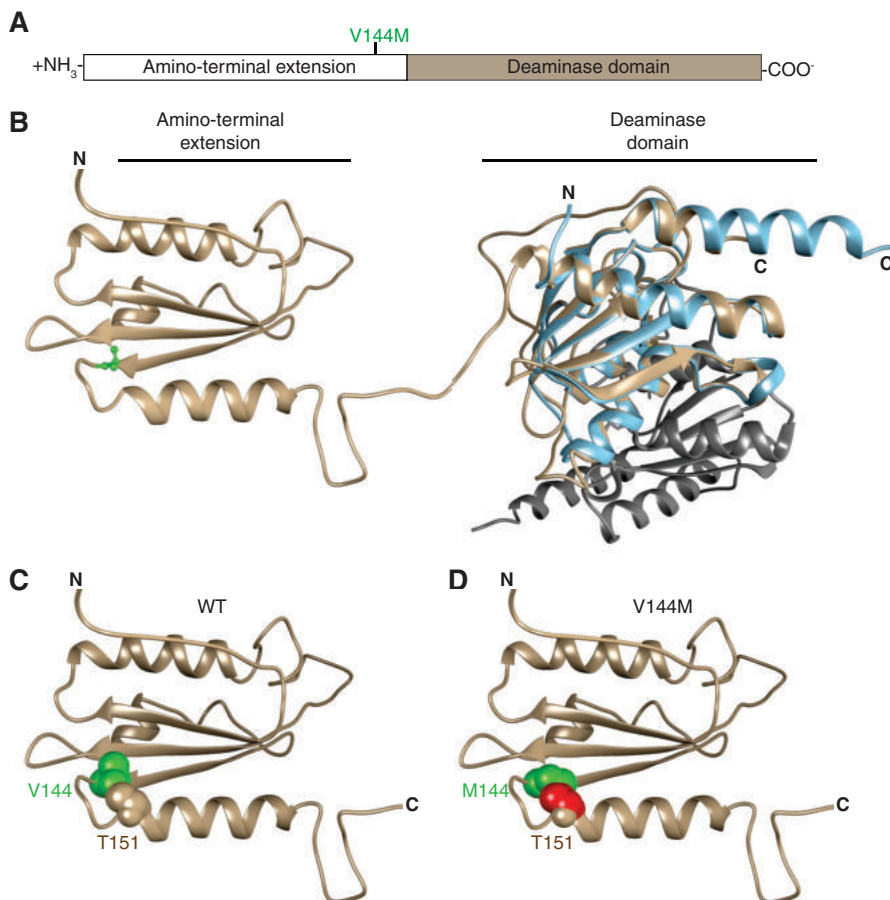 A
V144M
+NH3-
Amino-terminal extension
Deaminase domain
-COO-
B
Amino-terminal
extension
Deaminase
domain
N
N
C
C
C
N
WT
V144
T151
C
D
N
V144M
M144
T151
C